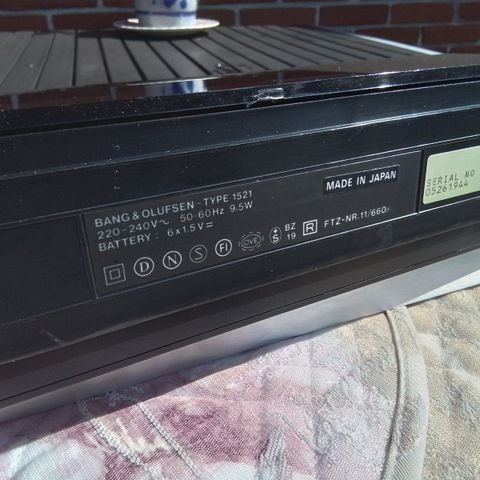 BANG & OLUFSEN - TYPE 1521
220-240V~ 50-60Hz 9.5W
BATTERY : 6x1.5V⎓
D N S FI OVE + S BZ 19 R FTZ-NR.11/660
MADE IN JAPAN
SERIAL NO
05261944